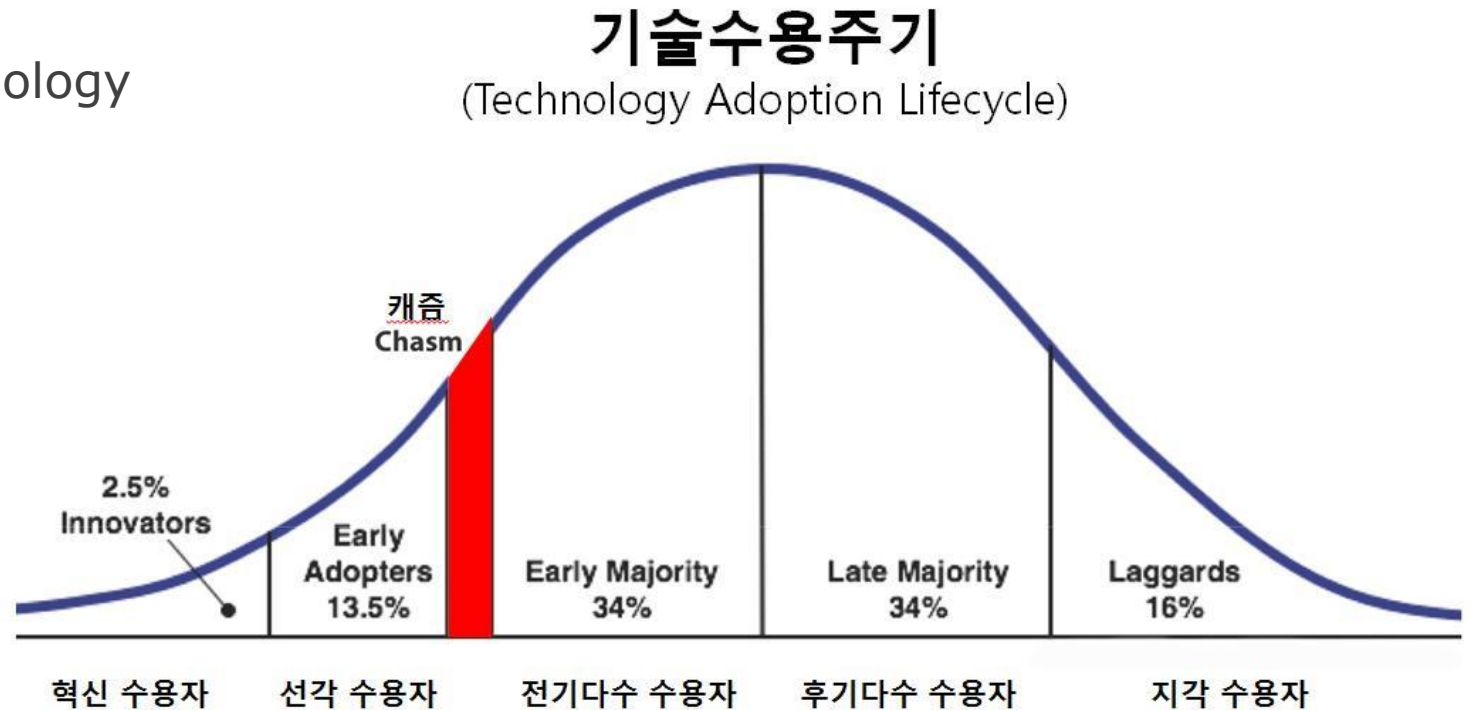 기술수용주기
ology
(Technology Adoption Lifecycle)
캐즘
Chasm
2.5%
Innovators
Early
Adopters
13.5%
Early Majority
34%
Late Majority
34%
Laggards
16%
혁신 수용자
선각 수용자
전기다수 수용자
후기다수 수용자
지각 수용자